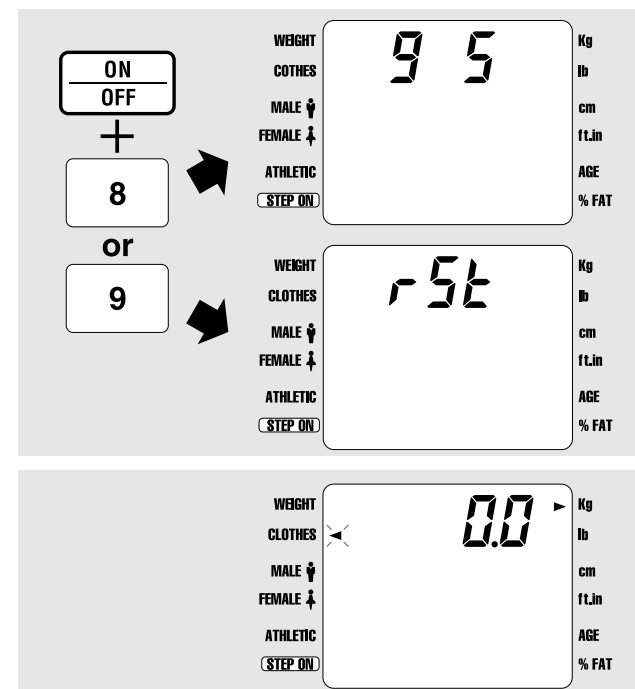 ON
OFF
+
8
or
9
WEIGHT 9 5 Kg
COTHES lb
MALE cm
FEMALE ft.in
ATHLETIC AGE
STEP ON % FAT
WEIGHT rSt Kg
CLOTHES lb
MALE cm
FEMALE ft.in
ATHLETIC AGE
STEP ON % FAT
WEIGHT 0.0 Kg
CLOTHES lb
MALE cm
FEMALE ft.in
ATHLETIC AGE
STEP ON % FAT